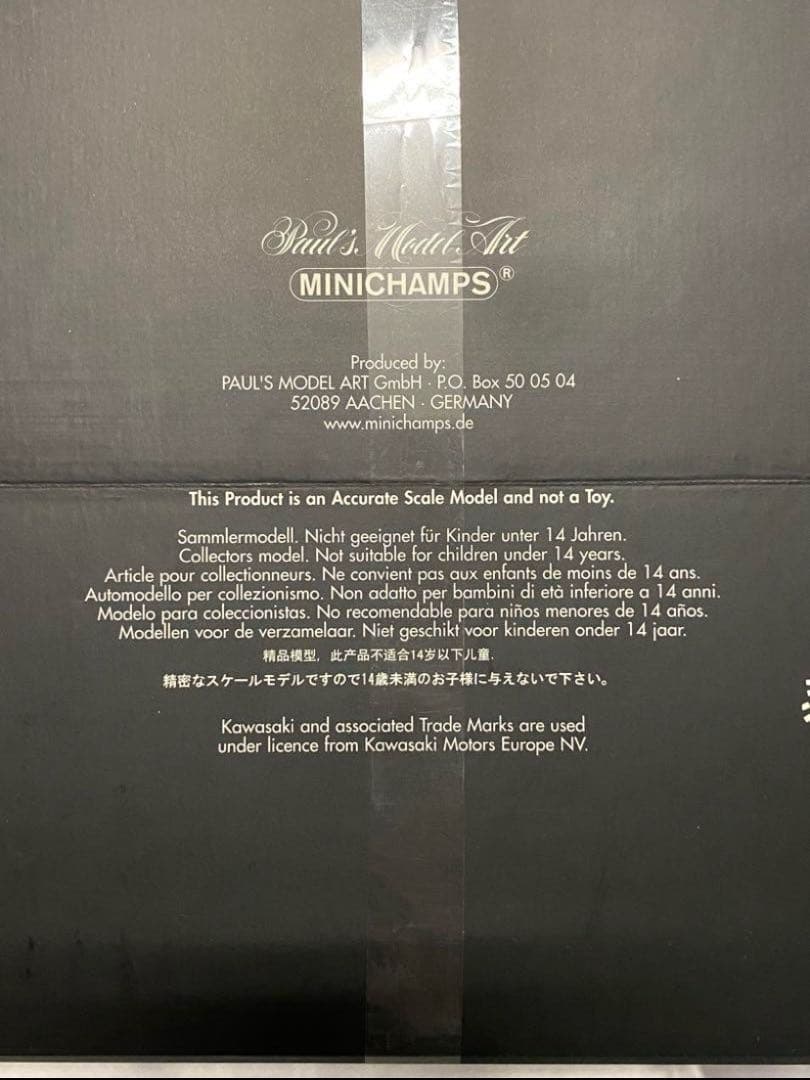 Paul's Model Art
MINICHAMPS®
Produced by:
PAUL'S MODEL ART GmbH · P.O. Box 50 05 04
52089 AACHEN · GERMANY
www.minichamps.de
This Product is an Accurate Scale Model and not a Toy.
Sammlermodell. Nicht geeignet für Kinder unter 14 Jahren.
Collectors model. Not suitable for children under 14 years.
Article pour collectionneurs. Ne convient pas aux enfants de moins de 14 ans.
Automodello per collezionismo. Non adatto per bambini di età inferiore a 14 anni.
Modelo para coleccionistas. No recomendable para niños menores de 14 años.
Modellen voor de verzamelaar. Niet geschikt voor kinderen onder 14 jaar.
精品模型, 此产品不适合14岁以下儿童.
精密なスケールモデルですので14歳未満のお子様に与えないで下さい。
Kawasaki and associated Trade Marks are used
under licence from Kawasaki Motors Europe NV.